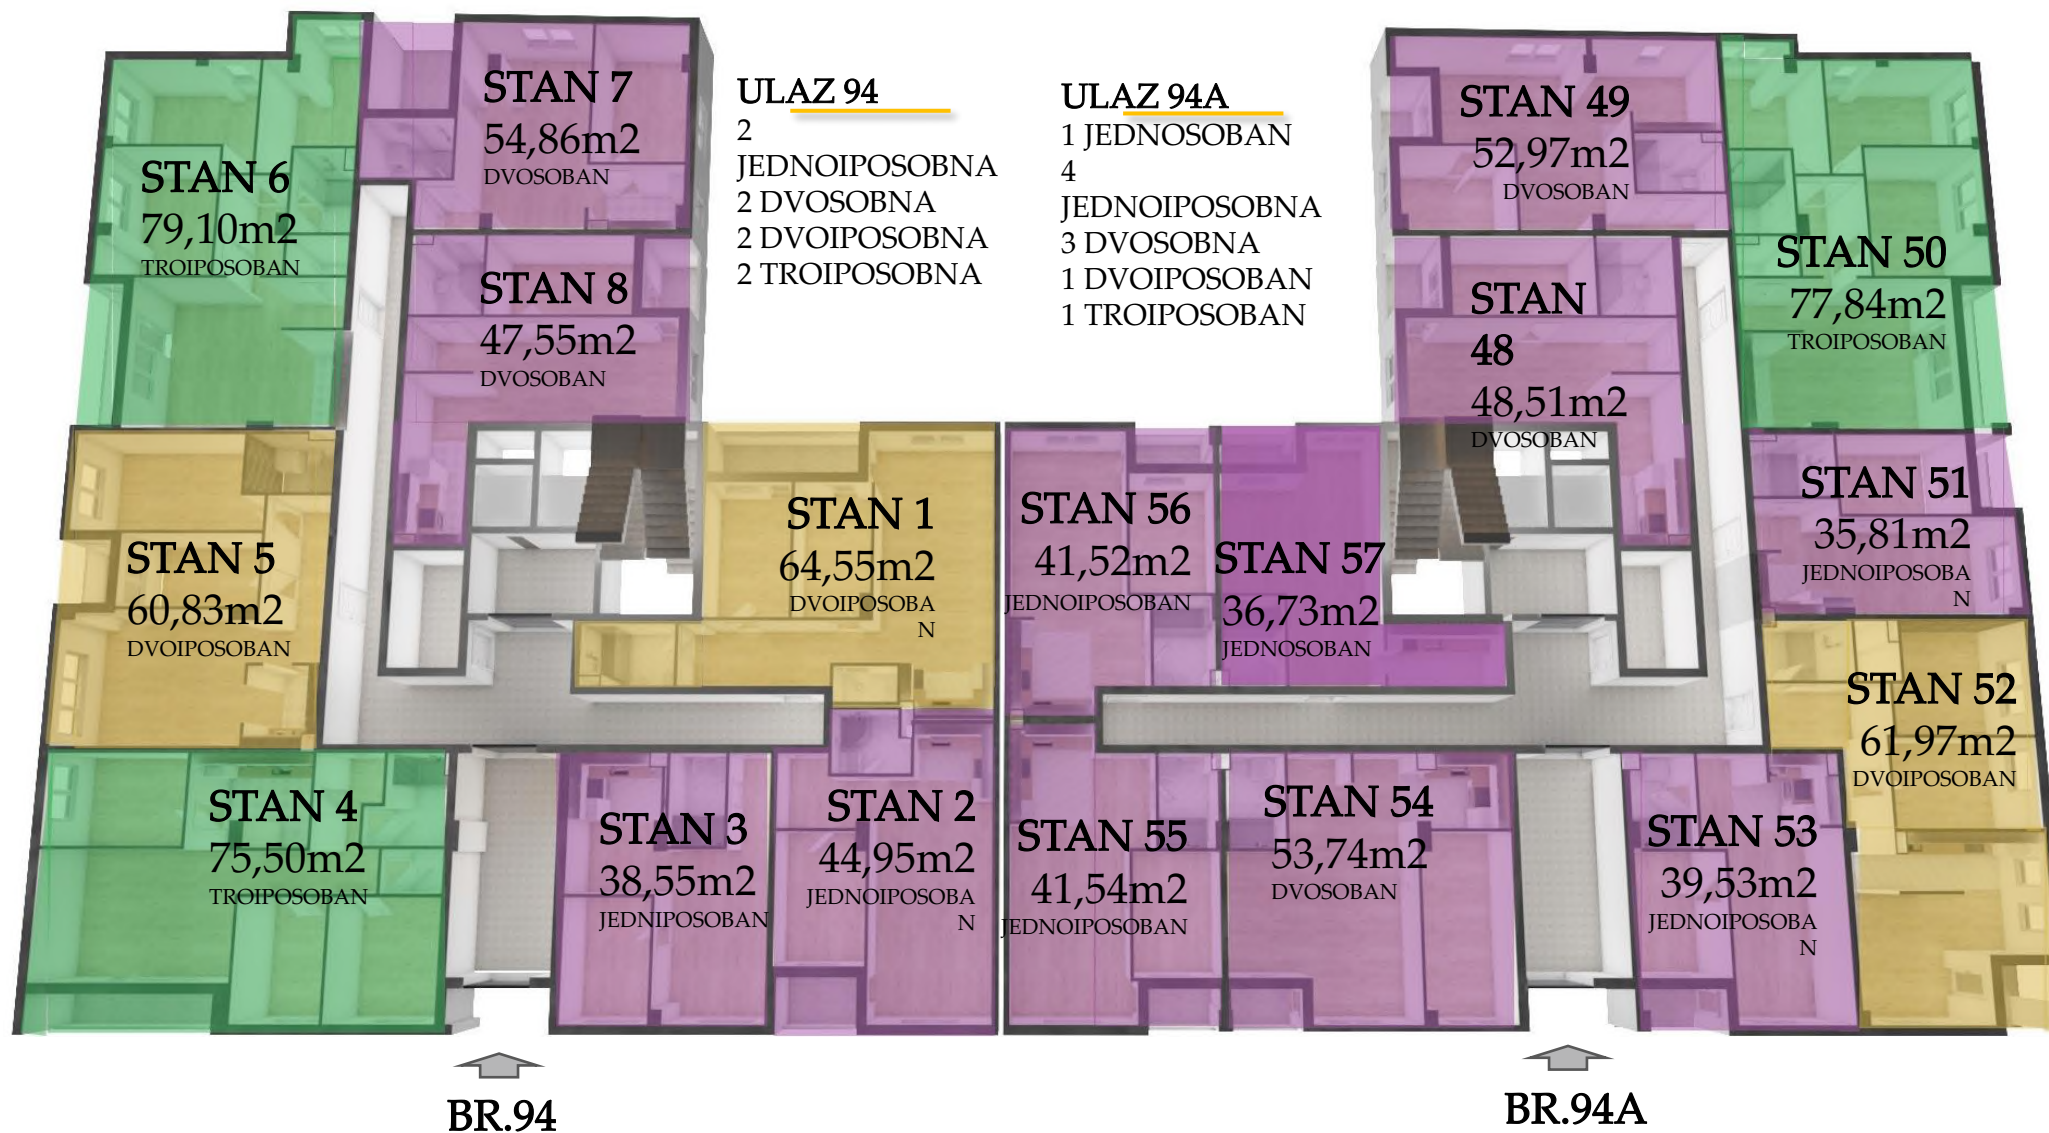 STAN 7
54,86m2
DVOSOBAN
ULAZ 94
2
JEDNOIPOSOBNA
2 DVOSOBNA
2 DVOIPOSOBNA
2 TROIPOSOBNA
ULAZ 94A
1 JEDNOSOBAN
4
JEDNOIPOSOBNA
3 DVOSOBNA
1 DVOIPOSOBAN
1 TROIPOSOBAN
STAN 49
52,97m2
DVOSOBAN
STAN 6
79,10m2
TROIPOSOBAN
STAN 8
47,55m2
DVOSOBAN
STAN
48
48,51m2
DVOSOBAN
STAN 50
77,84m2
TROIPOSOBAN
STAN 5
60,83m2
DVOIPOSOBAN
STAN 1
64,55m2
DVOIPOSOBA
N
STAN 56
41,52m2
JEDNOIPOSOBAN
STAN 57
36,73m2
JEDNOSOBAN
STAN 51
35,81m2
JEDNOIPOSOBA
N
STAN 52
61,97m2
DVOIPOSOBAN
STAN 4
75,50m2
TROIPOSOBAN
STAN 3
38,55m2
JEDNIPOSOBAN
STAN 2
44,95m2
JEDNOIPOSOBA
N
STAN 55
41,54m2
JEDNOIPOSOBAN
STAN 54
53,74m2
DVOSOBAN
STAN 53
39,53m2
JEDNOIPOSOBA
N
BR.94
BR.94A